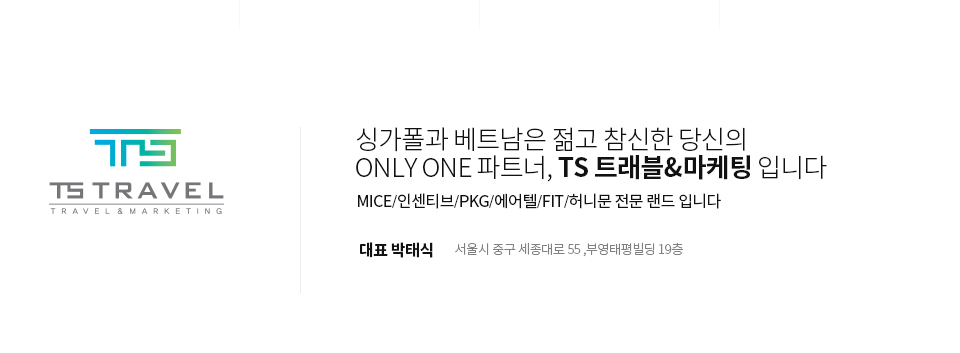 TS
TS TRAVEL
TRAVEL & MARKETING
싱가폴과 베트남은 젊고 참신한 당신의
ONLY ONE 파트너, TS 트래블&마케팅 입니다
MICE/인센티브/PKG/에어텔/FIT/허니문 전문 랜드 입니다
대표 박태식 서울시 중구 세종대로 55 ,부영태평빌딩 19층